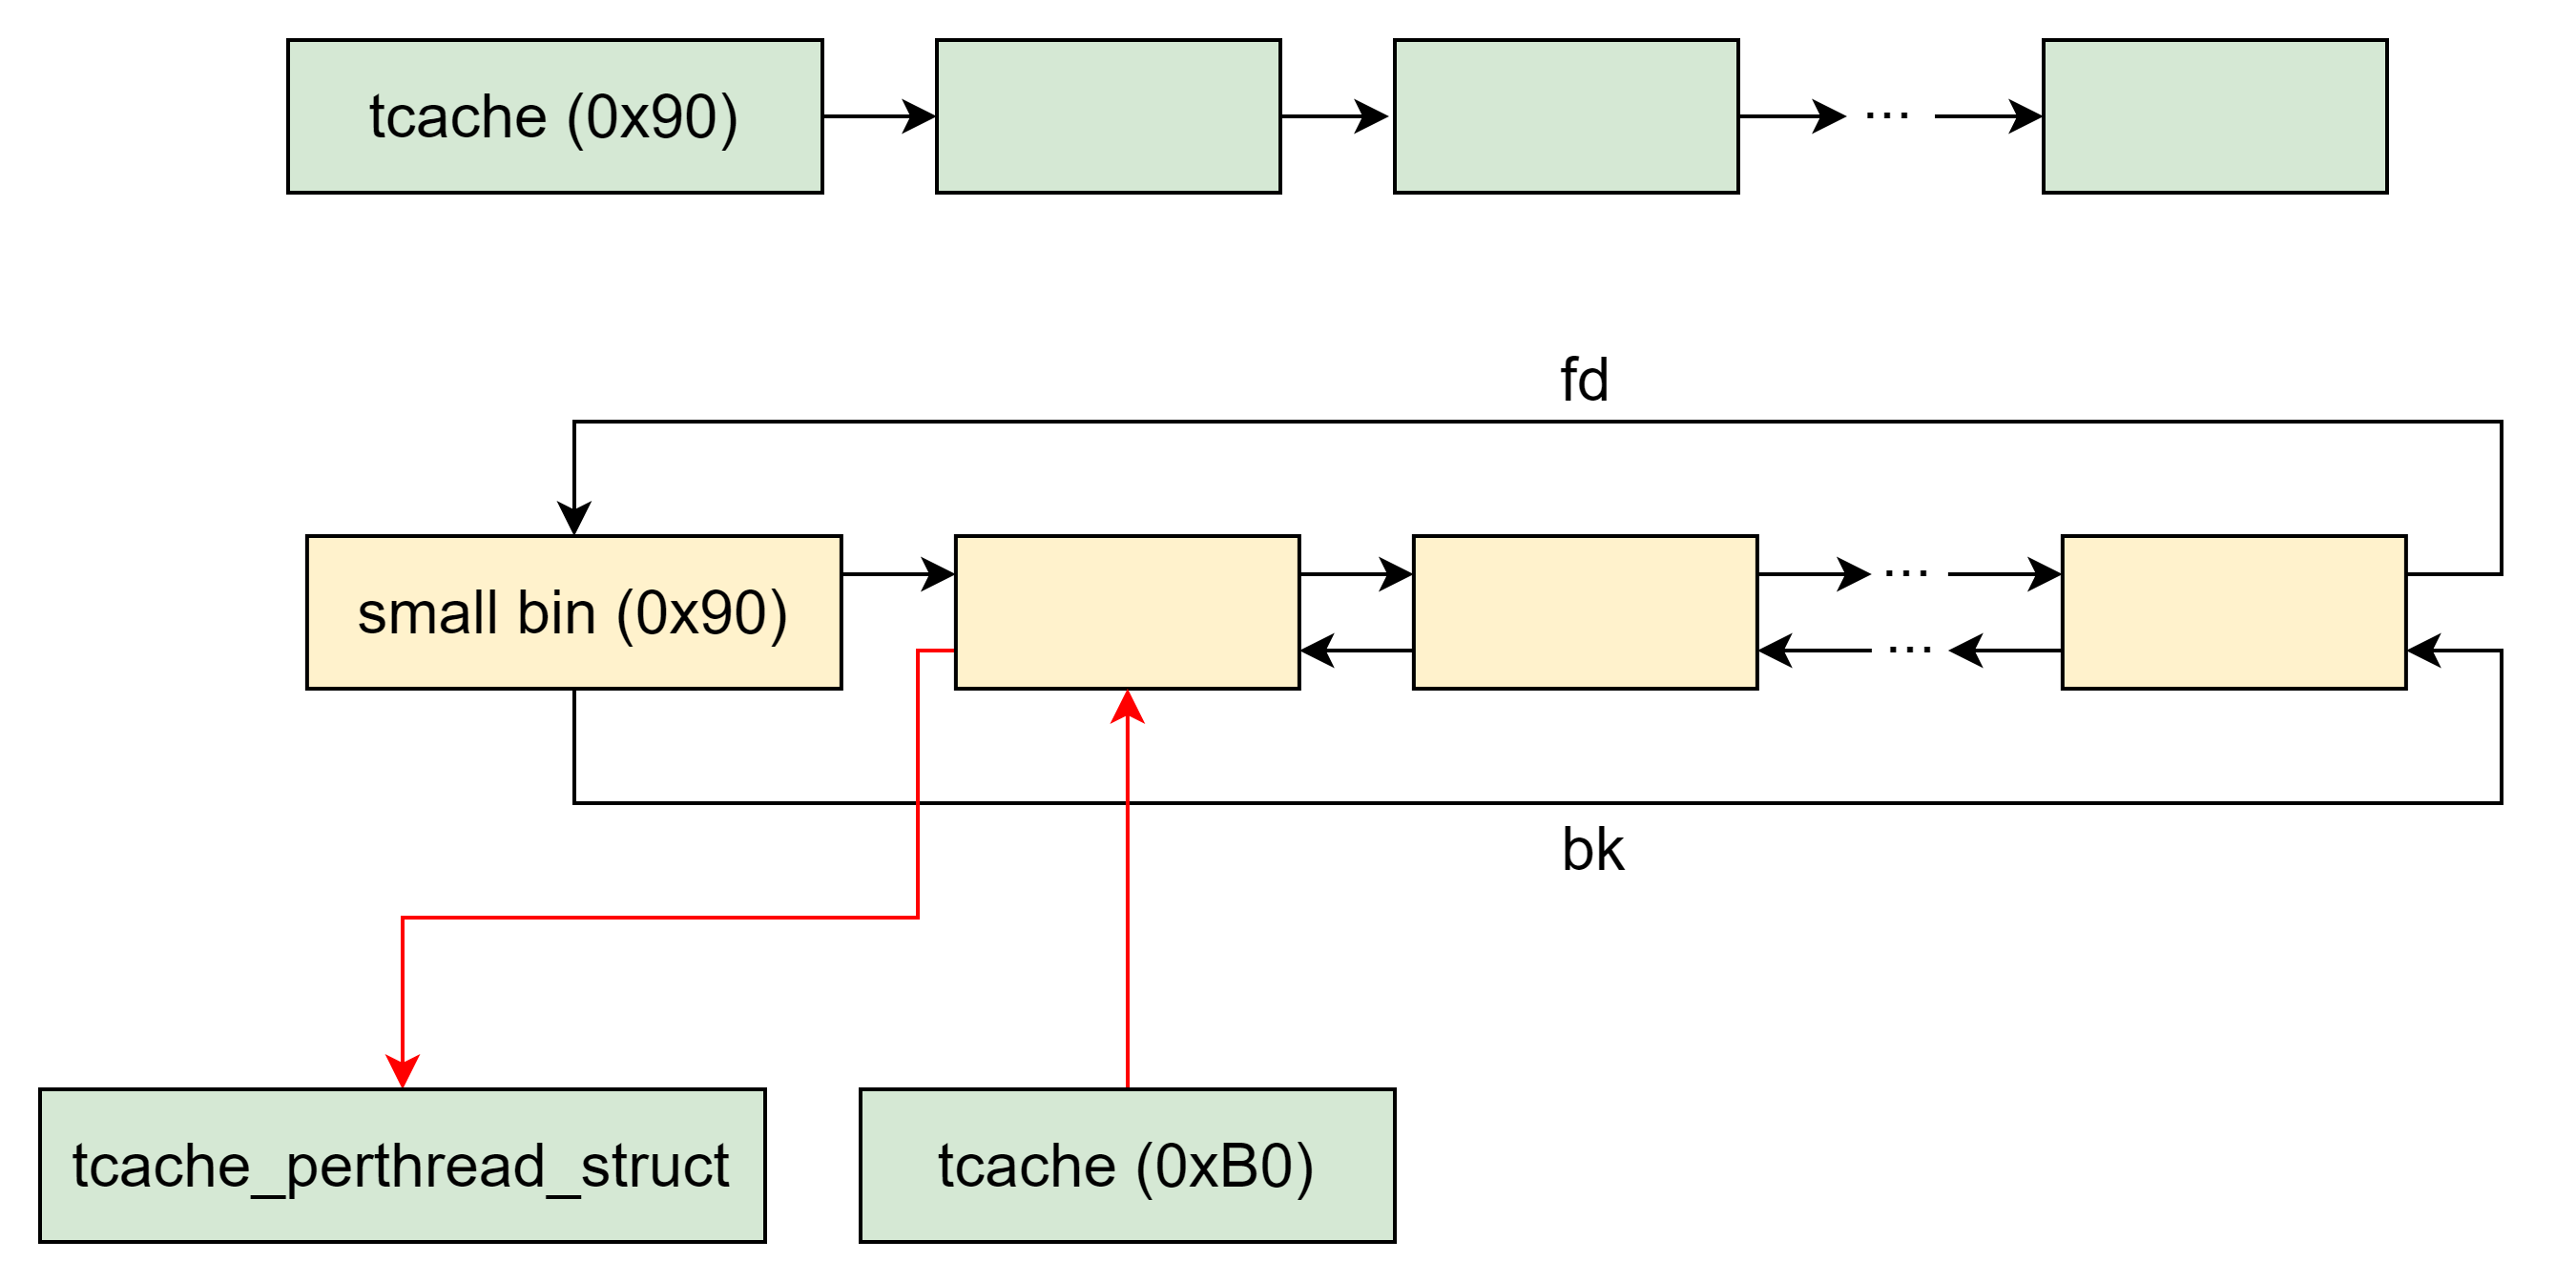 tcache (0x90)
...
fd
small bin (0x90)
...
...
bk
tcache_perthread_struct
tcache (0xB0)